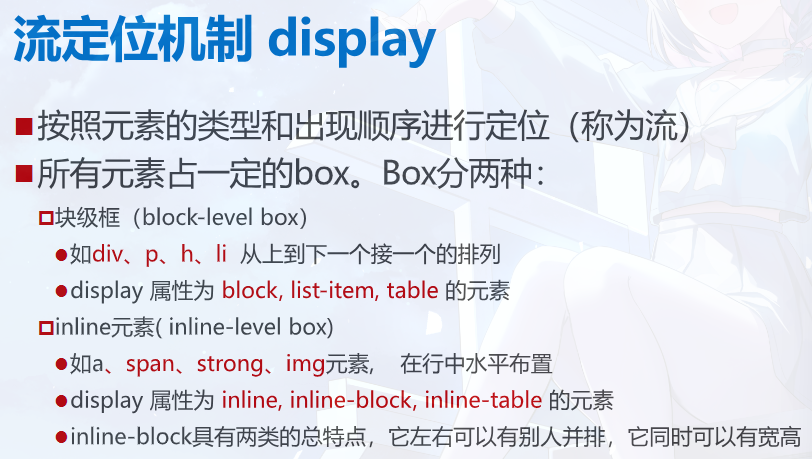 流定位机制 display
按照元素的类型和出现顺序进行定位（称为流）
所有元素占一定的box。Box分两种：
块级框（block-level box）
如div、p、h、li 从上到下一个接一个的排列
display 属性为 block, list-item, table 的元素
inline元素( inline-level box)
如a、span、strong、img元素， 在行中水平布置
display 属性为 inline, inline-block, inline-table 的元素
inline-block具有两类的总特点，它左右可以有别人并排，它同时可以有宽高